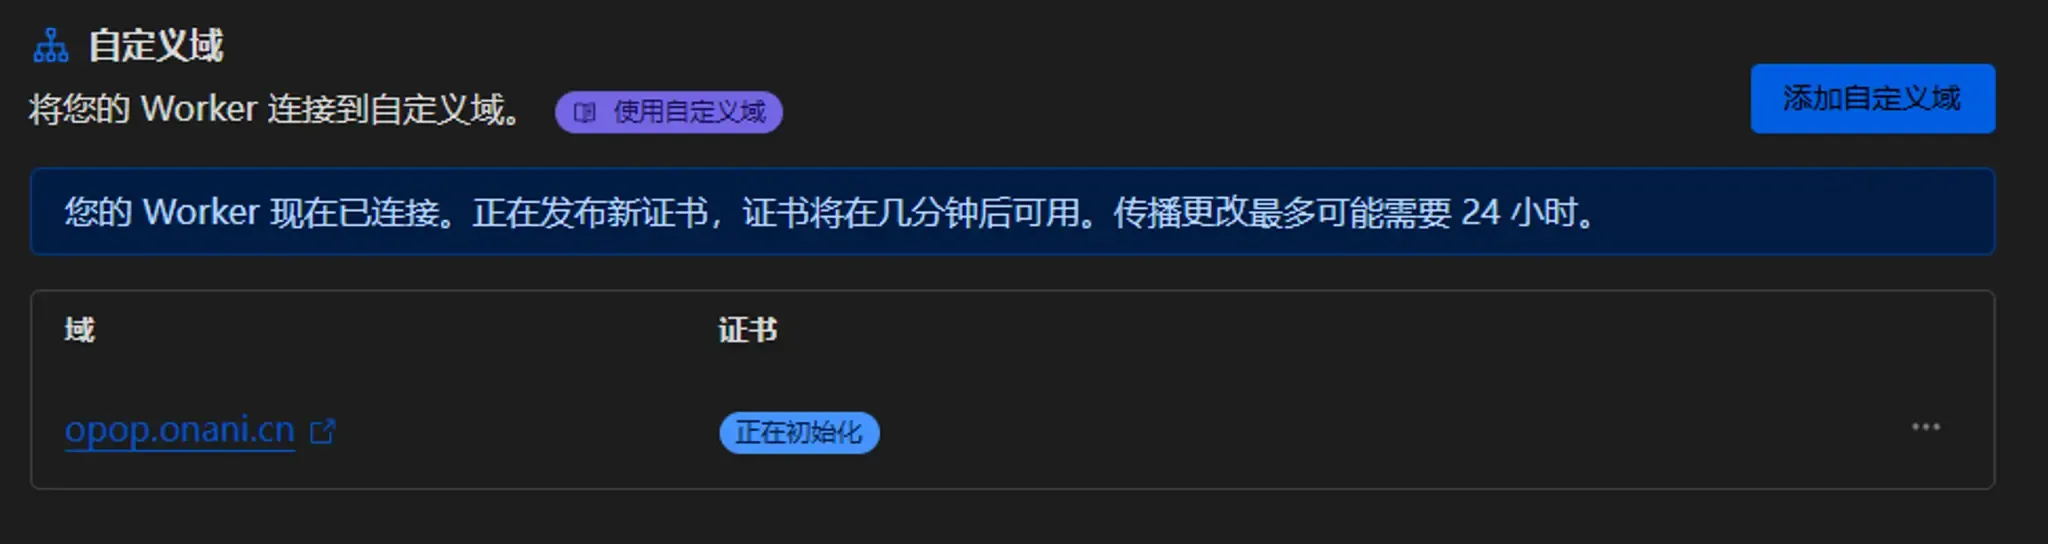 自定义域
将您的 Worker 连接到自定义域。 使用自定义域
添加自定义域
您的 Worker 现在已连接。正在发布新证书，证书将在几分钟后可用。传播更改最多可能需要 24 小时。
域 证书
opop.onani.cn 正在初始化